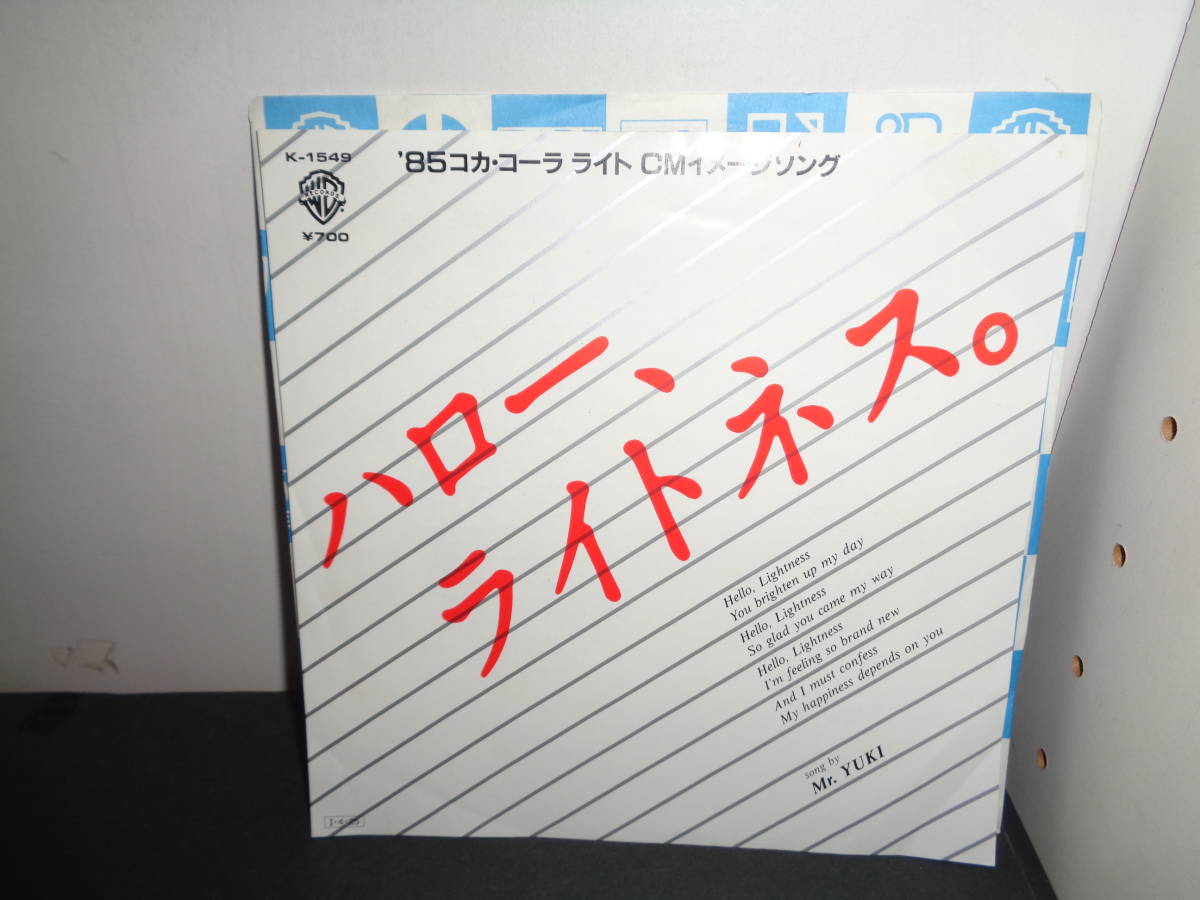 K-1549
'85コカ・コーラ ライト CMイメージソング
RECORDS
¥700
ハロー、
ライトネス。
Hello, Lightness
You brighten up my day
Hello, Lightness
So glad you came my way
Hello, Lightness
I'm feeling so brand new
And I must confess
My happiness depends on you
song by
Mr. YUKI